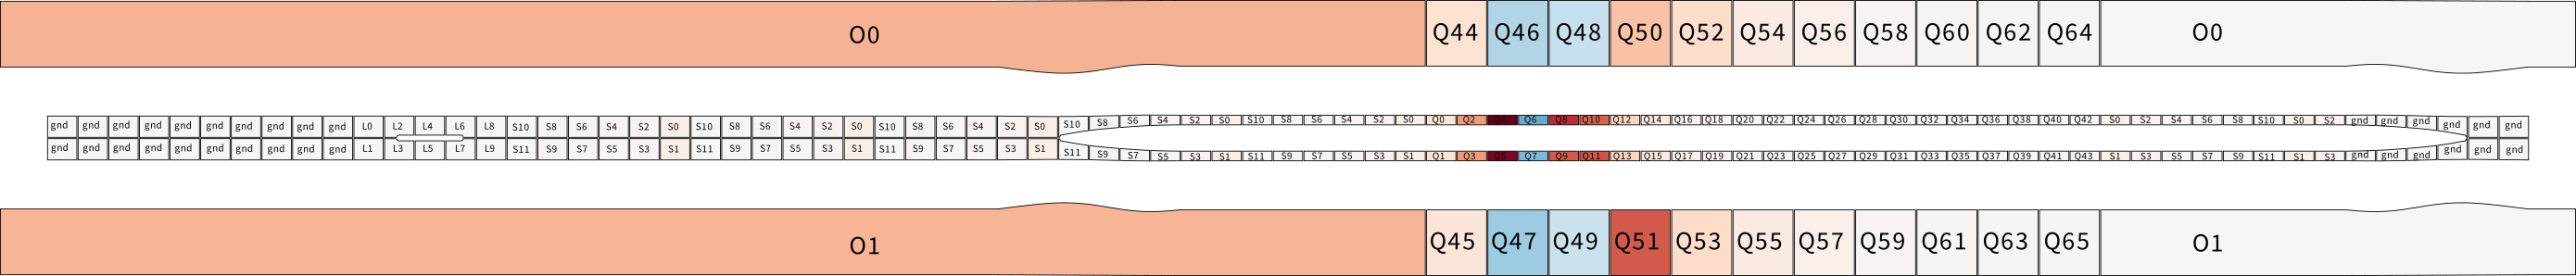 O0 Q44 Q46 Q48 Q50 Q52 Q54 Q56 Q58 Q60 Q62 Q64 O0
gnd gnd gnd gnd gnd gnd gnd gnd gnd gnd L0 L2 L4 L6 L8 S10 S8 S6 S4 S2 S0 S10 S8 S6 S4 S2 S0 S10 S8 S6 S4 S2 S0 S10 S8 S6 S4 S2 S0 S10 S8 S6 S4 S2 S0 Q0 Q2 Q4 Q6 Q8 Q10 Q12 Q14 Q16 Q18 Q20 Q22 Q24 Q26 Q28 Q30 Q32 Q34 Q36 Q38 Q40 Q42 S0 S2 S4 S6 S8 S10 S0 S2 gnd gnd gnd gnd gnd gnd
gnd gnd gnd gnd gnd gnd gnd gnd gnd gnd L1 L3 L5 L7 L9 S11 S9 S7 S5 S3 S1 S11 S9 S7 S5 S3 S1 S11 S9 S7 S5 S3 S1 S11 S9 S7 S5 S3 S1 S11 S9 S7 S5 S3 S1 Q1 Q3 Q5 Q7 Q9 Q11 Q13 Q15 Q17 Q19 Q21 Q23 Q25 Q27 Q29 Q31 Q33 Q35 Q37 Q39 Q41 Q43 S1 S3 S5 S7 S9 S11 S1 S3 gnd gnd gnd gnd gnd gnd
O1 Q45 Q47 Q49 Q51 Q53 Q55 Q57 Q59 Q61 Q63 Q65 O1